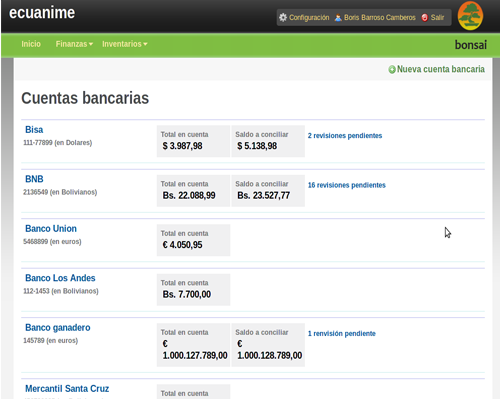 ecuanime
Configuración Boris Barroso Camberos Salir
Inicio Finanzas Inventarios
bonsai
Nueva cuenta bancaria
Cuentas bancarias
Bisa
111-77899 (en Dolares)
Total en cuenta
$ 3.987,98
Saldo a conciliar
$ 5.138,98
2 revisiones pendientes
BNB
2136549 (en Bolivianos)
Total en cuenta
Bs. 22.088,99
Saldo a conciliar
Bs. 23.527,77
16 revisiones pendientes
Banco Union
5468899 (en euros)
Total en cuenta
€ 4.050,95
Banco Los Andes
112-1453 (en Bolivianos)
Total en cuenta
Bs. 7.700,00
Banco ganadero
145789 (en euros)
Total en cuenta
€
1.000.127.789,00
Saldo a conciliar
€
1.000.128.789,00
1 renvisión pendiente
Mercantil Santa Cruz
Total en cuenta